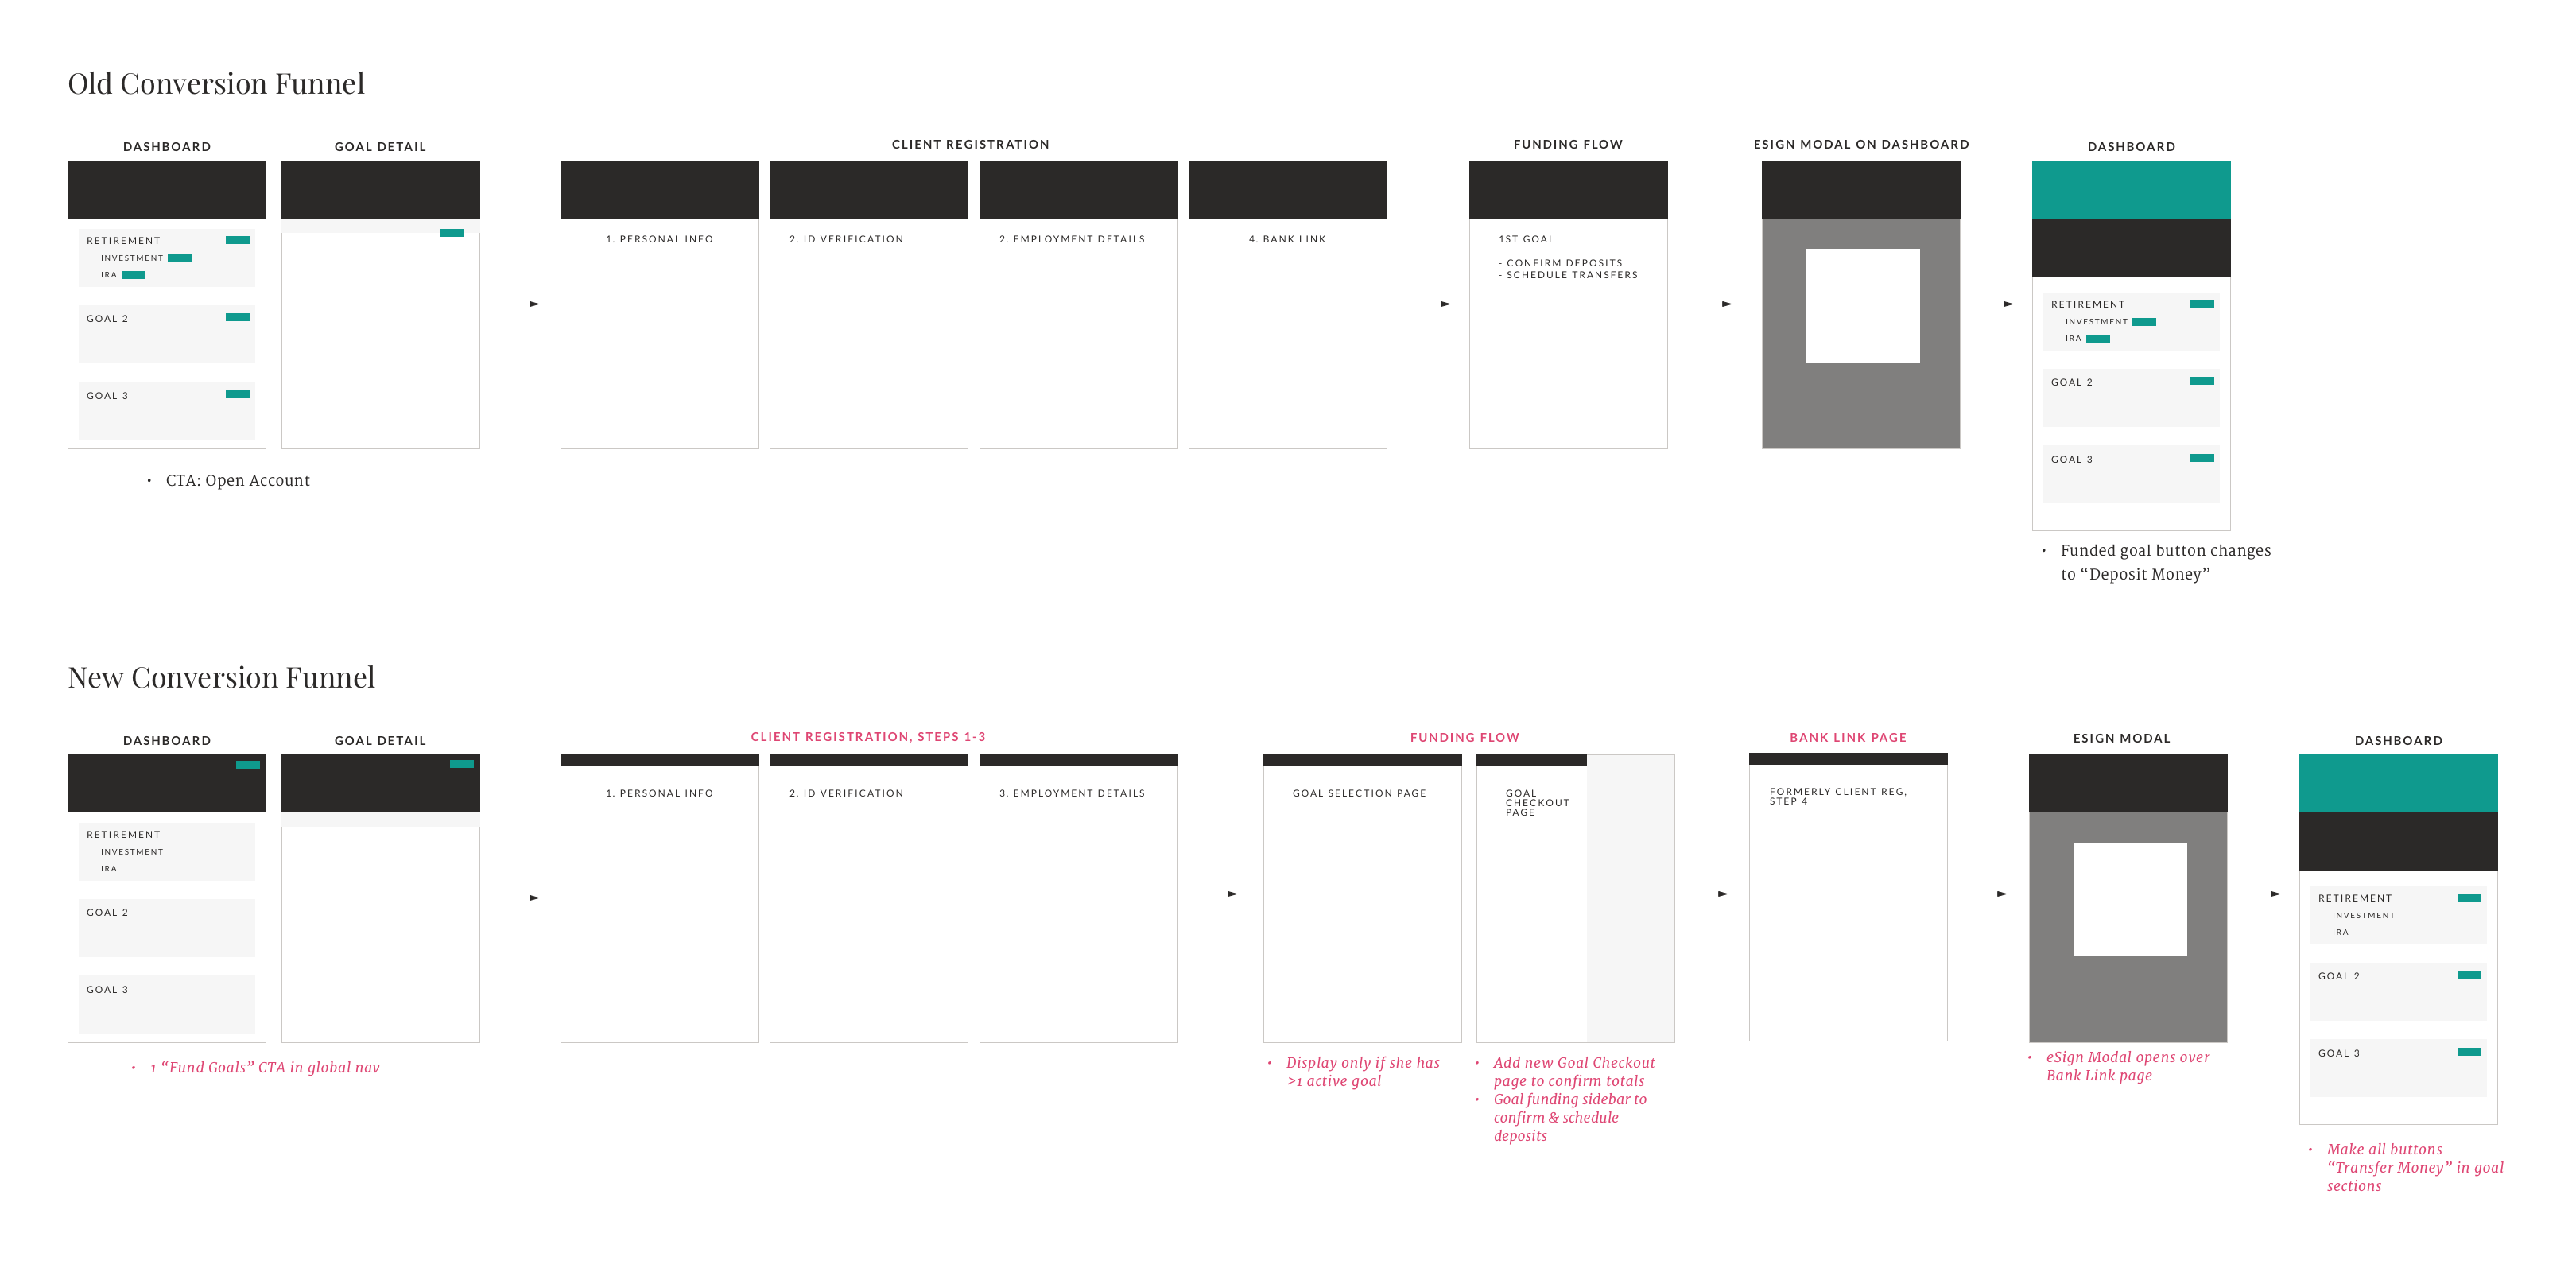 Old Conversion Funnel
DASHBOARD
GOAL DETAIL
CLIENT REGISTRATION
FUNDING FLOW
ESIGN MODAL ON DASHBOARD
DASHBOARD
RETIREMENT
INVESTMENT
IRA
GOAL 2
GOAL 3
1. PERSONAL INFO
2. ID VERIFICATION
2. EMPLOYMENT DETAILS
4. BANK LINK
1ST GOAL
- CONFIRM DEPOSITS
- SCHEDULE TRANSFERS
RETIREMENT
INVESTMENT
IRA
GOAL 2
GOAL 3
• CTA: Open Account
• Funded goal button changes
to “Deposit Money”
New Conversion Funnel
DASHBOARD
GOAL DETAIL
CLIENT REGISTRATION, STEPS 1-3
FUNDING FLOW
BANK LINK PAGE
ESIGN MODAL
DASHBOARD
RETIREMENT
INVESTMENT
IRA
GOAL 2
GOAL 3
1. PERSONAL INFO
2. ID VERIFICATION
3. EMPLOYMENT DETAILS
GOAL SELECTION PAGE
GOAL
CHECKOUT
PAGE
FORMERLY CLIENT REG,
STEP 4
RETIREMENT
INVESTMENT
IRA
GOAL 2
GOAL 3
• 1 “Fund Goals” CTA in global nav
• Display only if she has
>1 active goal
• Add new Goal Checkout
page to confirm totals
• Goal funding sidebar to
confirm & schedule
deposits
• eSign Modal opens over
Bank Link page
• Make all buttons
“Transfer Money” in goal
sections